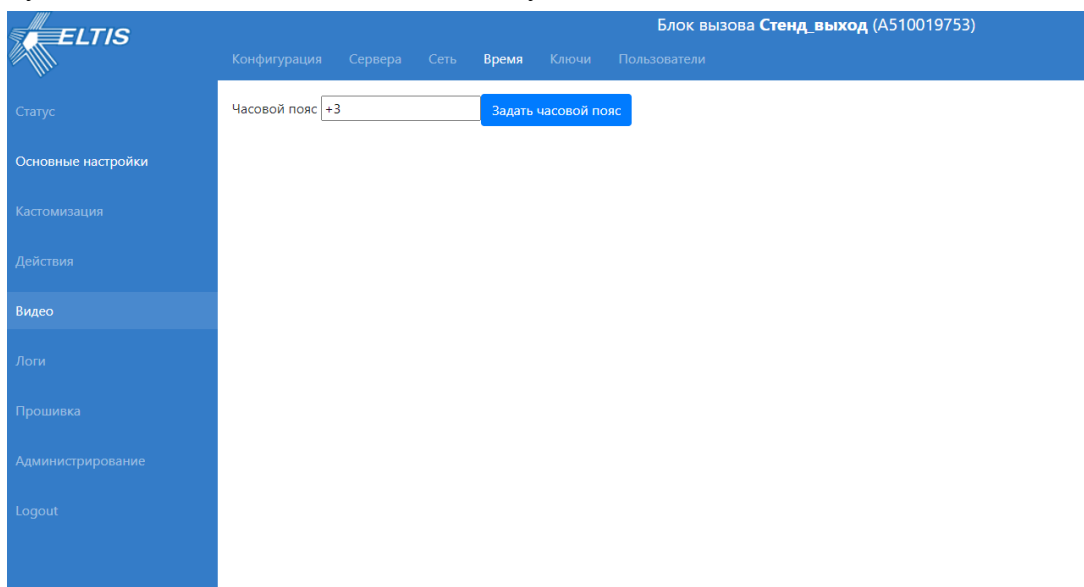 ELTIS
Блок вызова Стенд_выход (A510019753)
Конфигурация Сервера Сеть Время Ключи Пользователи
Часовой пояс +3 Задать часовой пояс
Статус
Основные настройки
Кастомизация
Действия
Видео
Логи
Прошивка
Администрирование
Logout